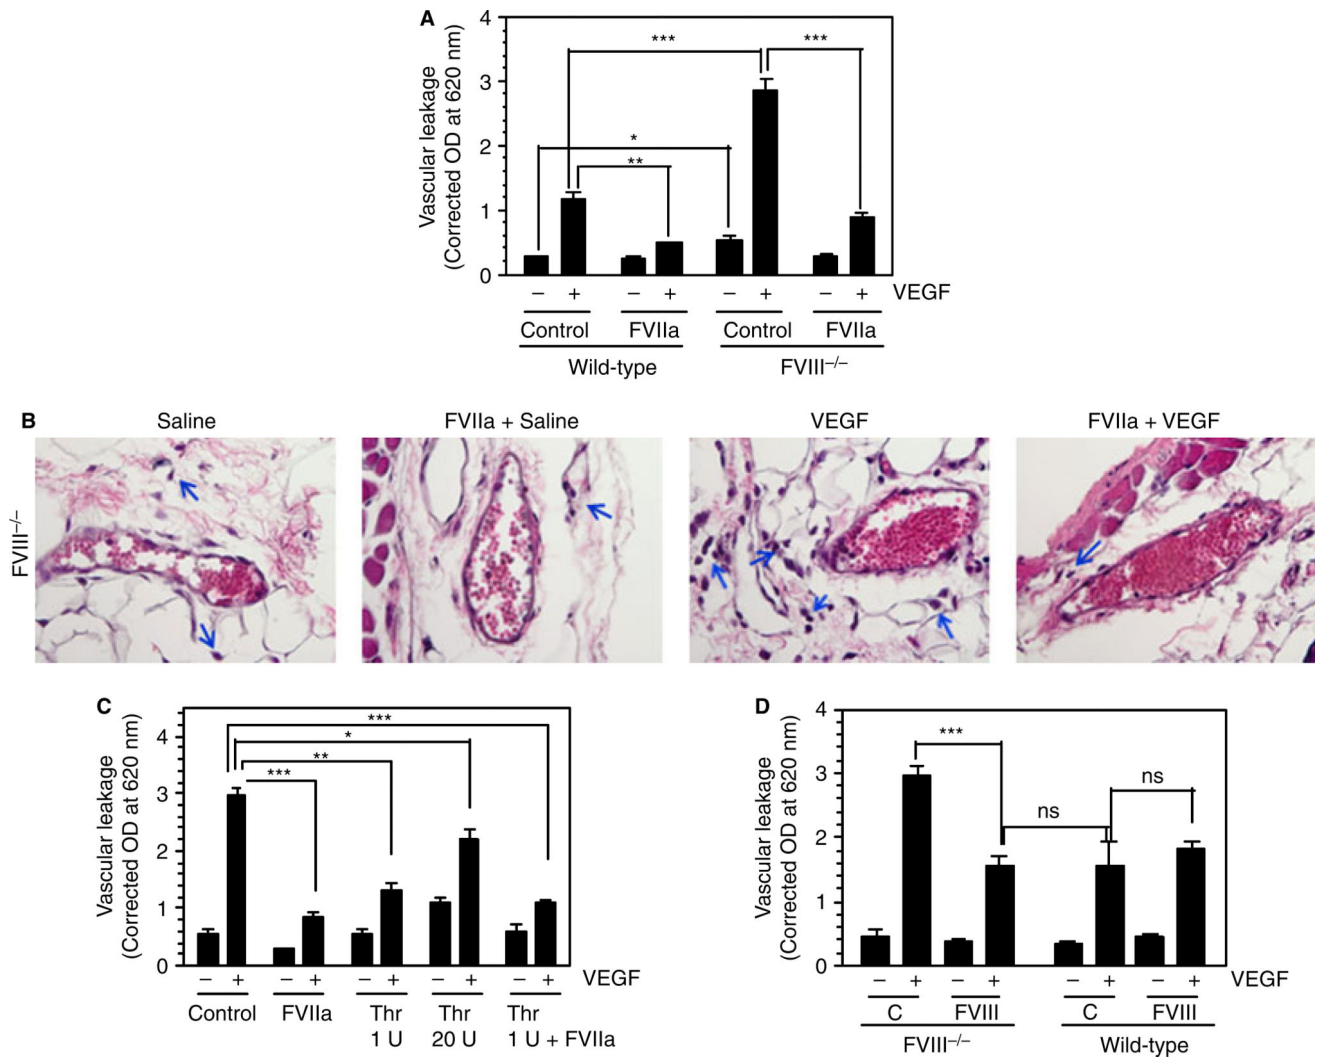 A
Vascular leakage
(Corrected OD at 620 nm)
4
3
2
1
0
***
***
*
**
– + – + – + – + VEGF
Control FVIIa Control FVIIa
Wild-type FVIII–/–
B
Saline FVIIa + Saline VEGF FVIIa + VEGF
FVIII–/–
C
Vascular leakage
(Corrected OD at 620 nm)
4
3
2
1
0
***
*
**
***
– + – + – + – + – + VEGF
Control FVIIa Thr Thr Thr
1 U 20 U 1 U + FVIIa
D
Vascular leakage
(Corrected OD at 620 nm)
4
3
2
1
0
***
ns
ns
– + – + – + – + VEGF
C FVIII C FVIII
FVIII–/– Wild-type